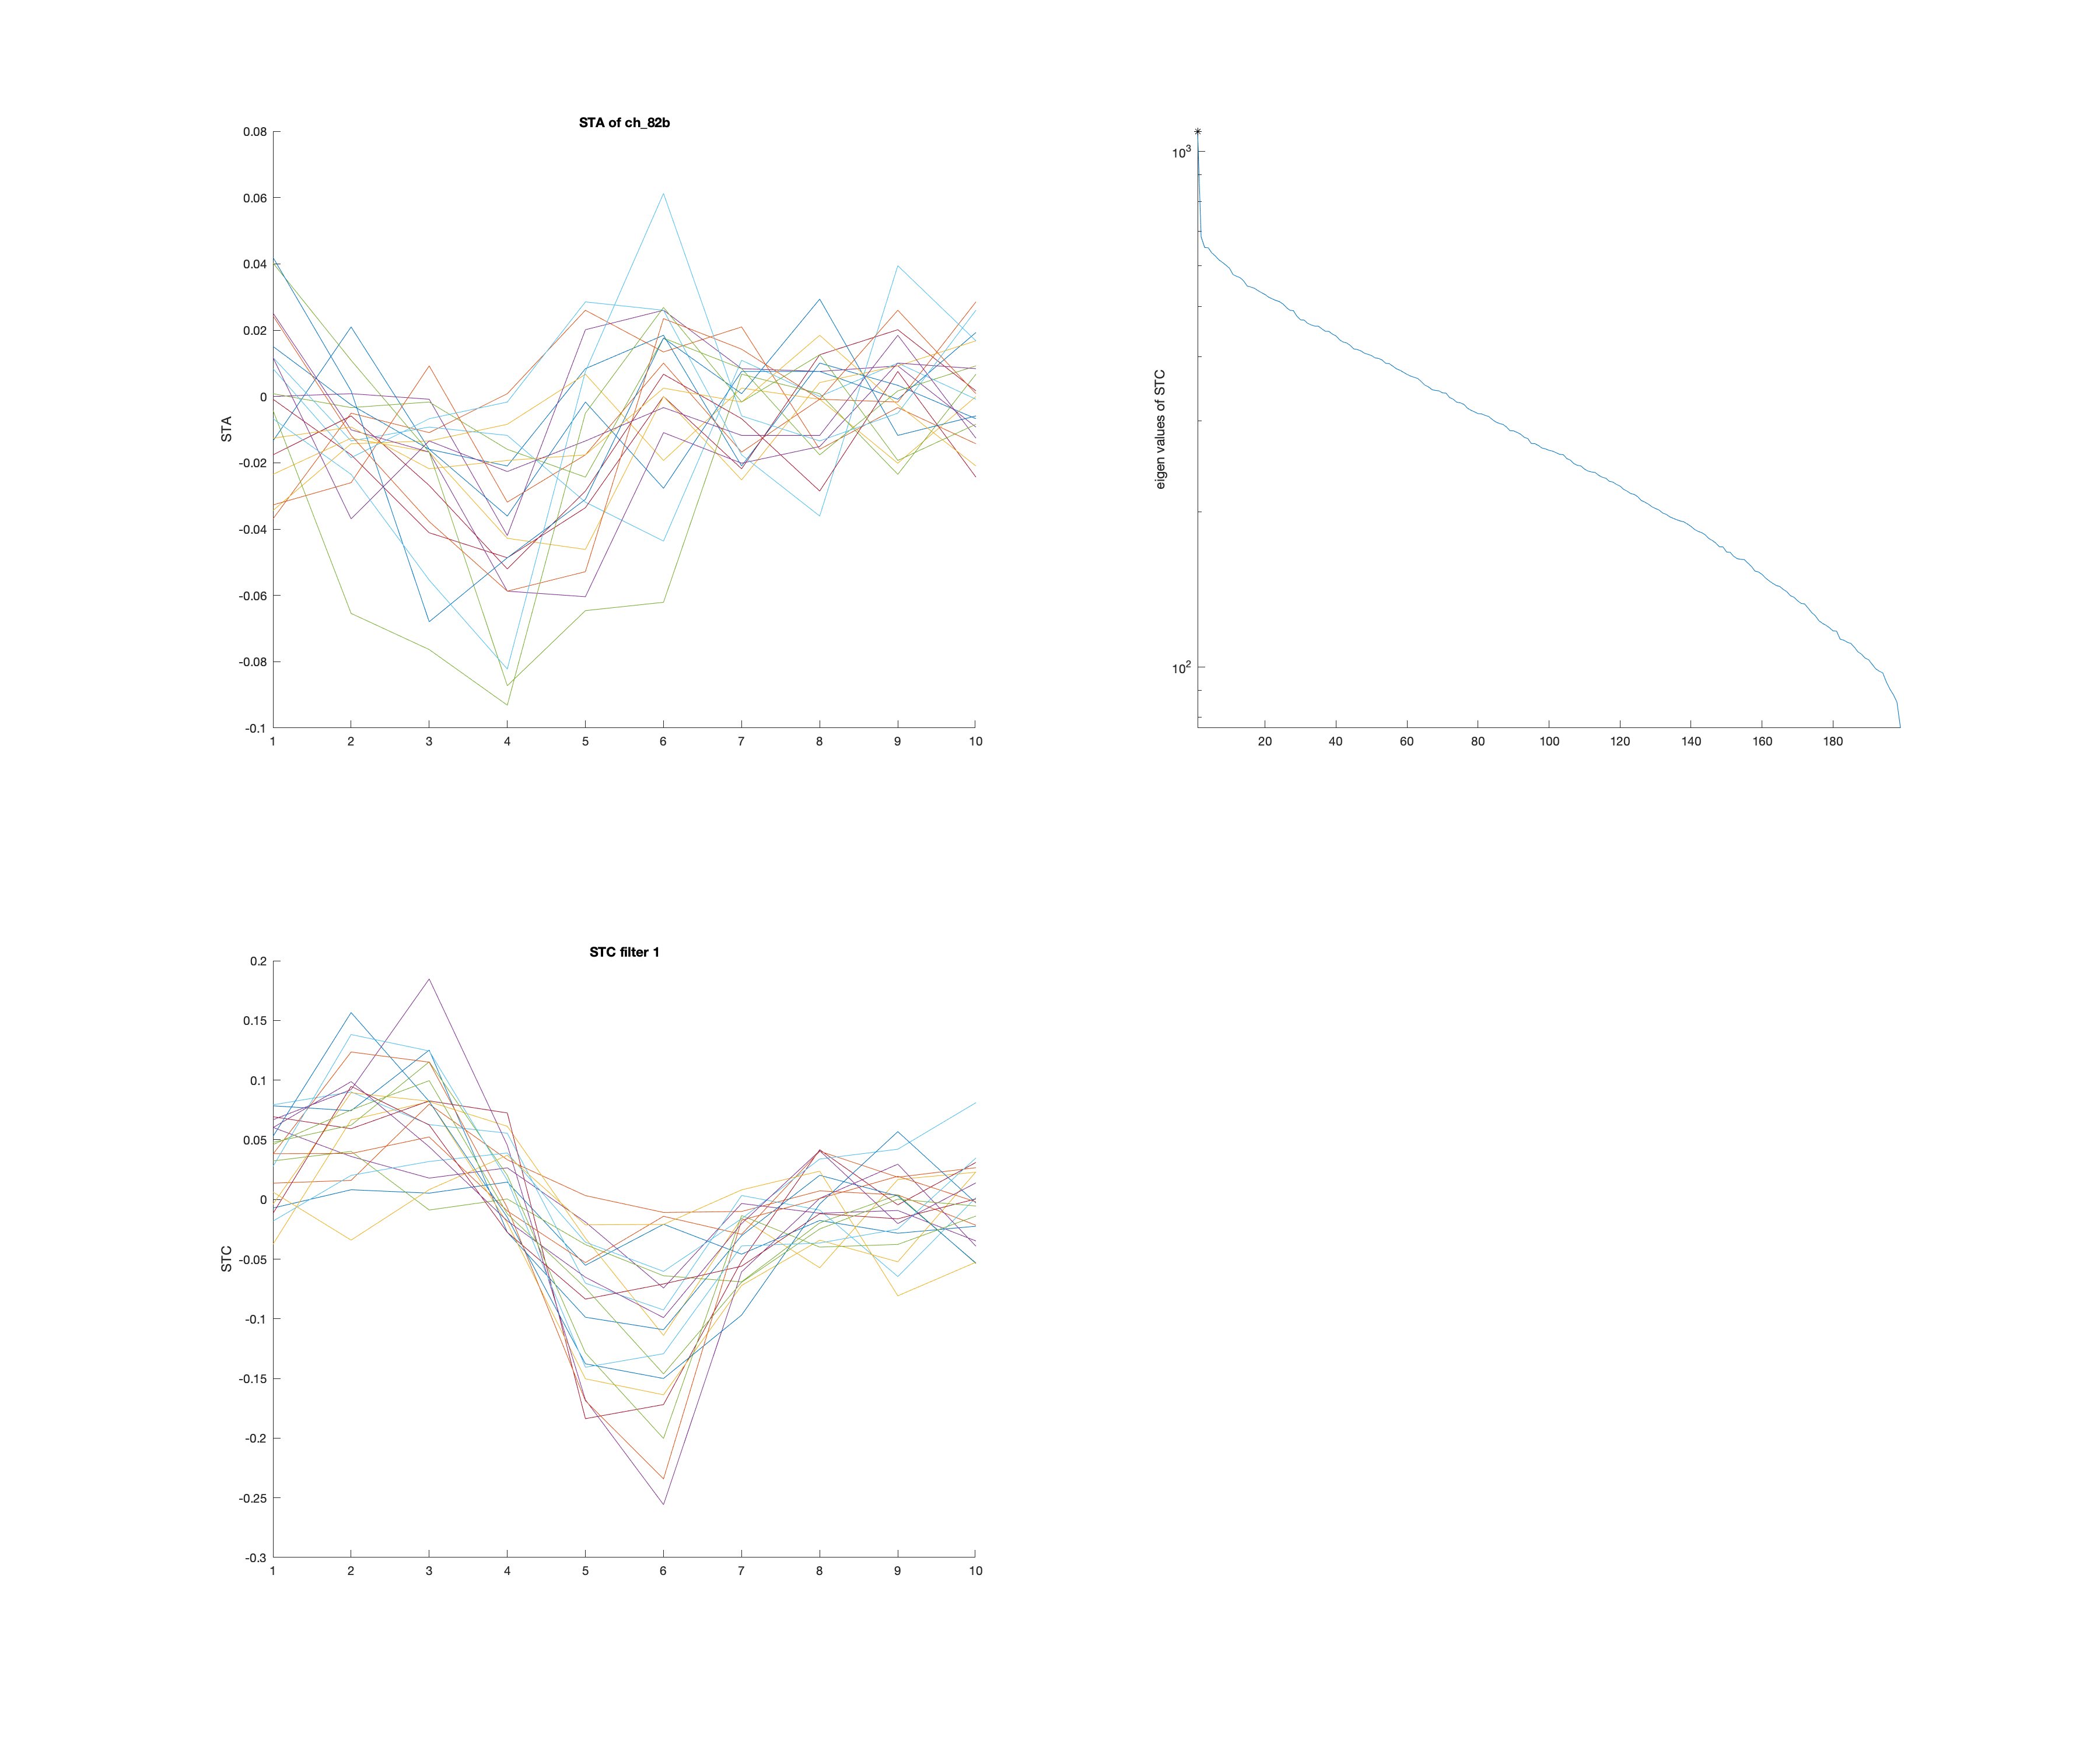 STA of ch_82b
0.08
0.06
0.04
0.02
0
-0.02
-0.04
-0.06
-0.08
-0.1
STA
1 2 3 4 5 6 7 8 9 10
10^3
10^2
eigen values of STC
20 40 60 80 100 120 140 160 180
STC filter 1
0.2
0.15
0.1
0.05
0
-0.05
-0.1
-0.15
-0.2
-0.25
-0.3
STC
1 2 3 4 5 6 7 8 9 10